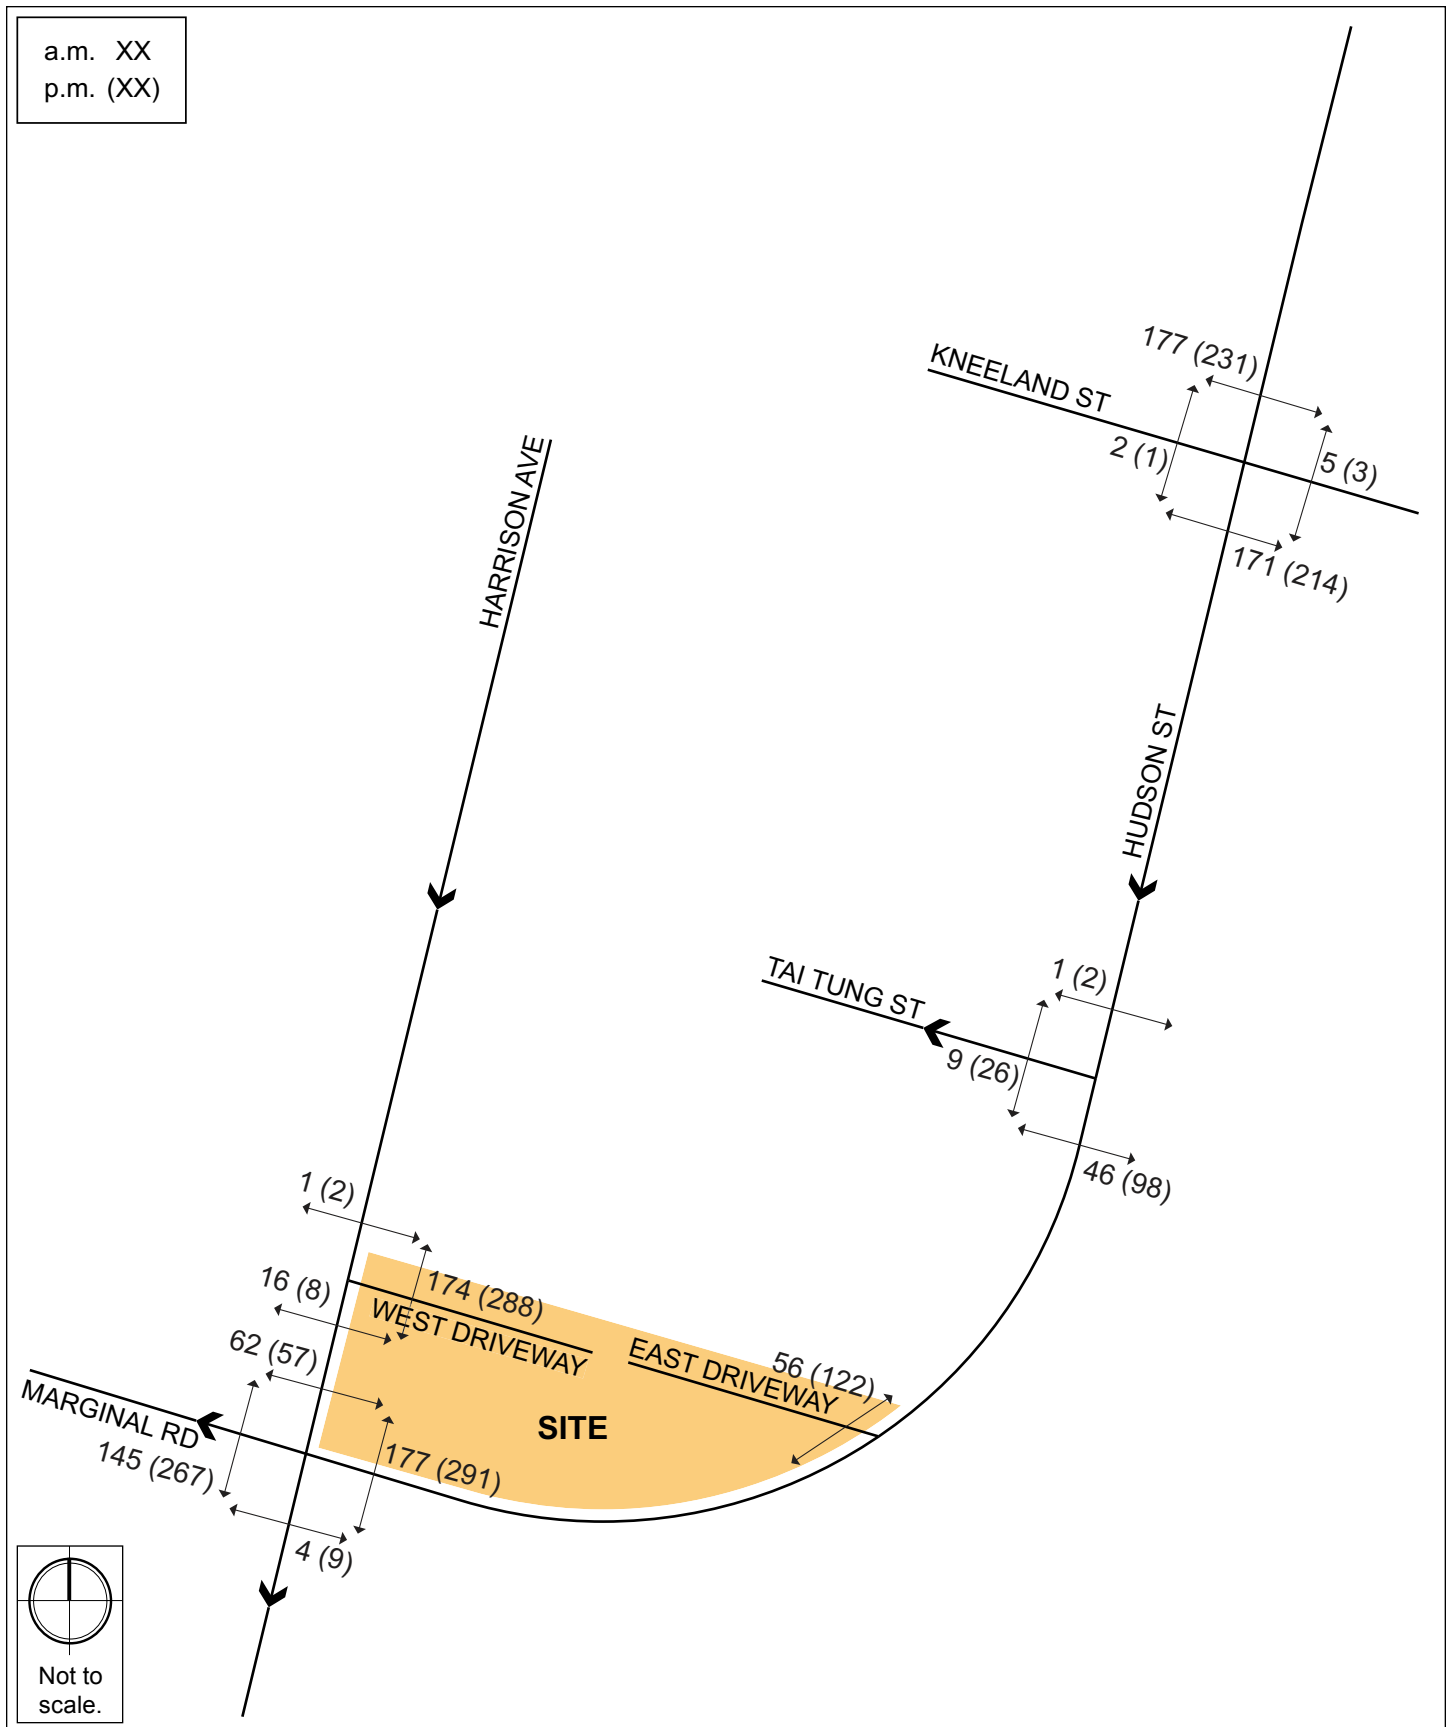 a.m. XX
p.m. (XX)
177 (231)
KNEELAND ST
2 (1)
5 (3)
171 (214)
HARRISON AVE
HUDSON ST
TAI TUNG ST
1 (2)
9 (26)
46 (98)
1 (2)
16 (8)
174 (288)
WEST DRIVEWAY
62 (57)
EAST DRIVEWAY
56 (122)
MARGINAL RD
SITE
145 (267)
177 (291)
4 (9)
Not to
scale.